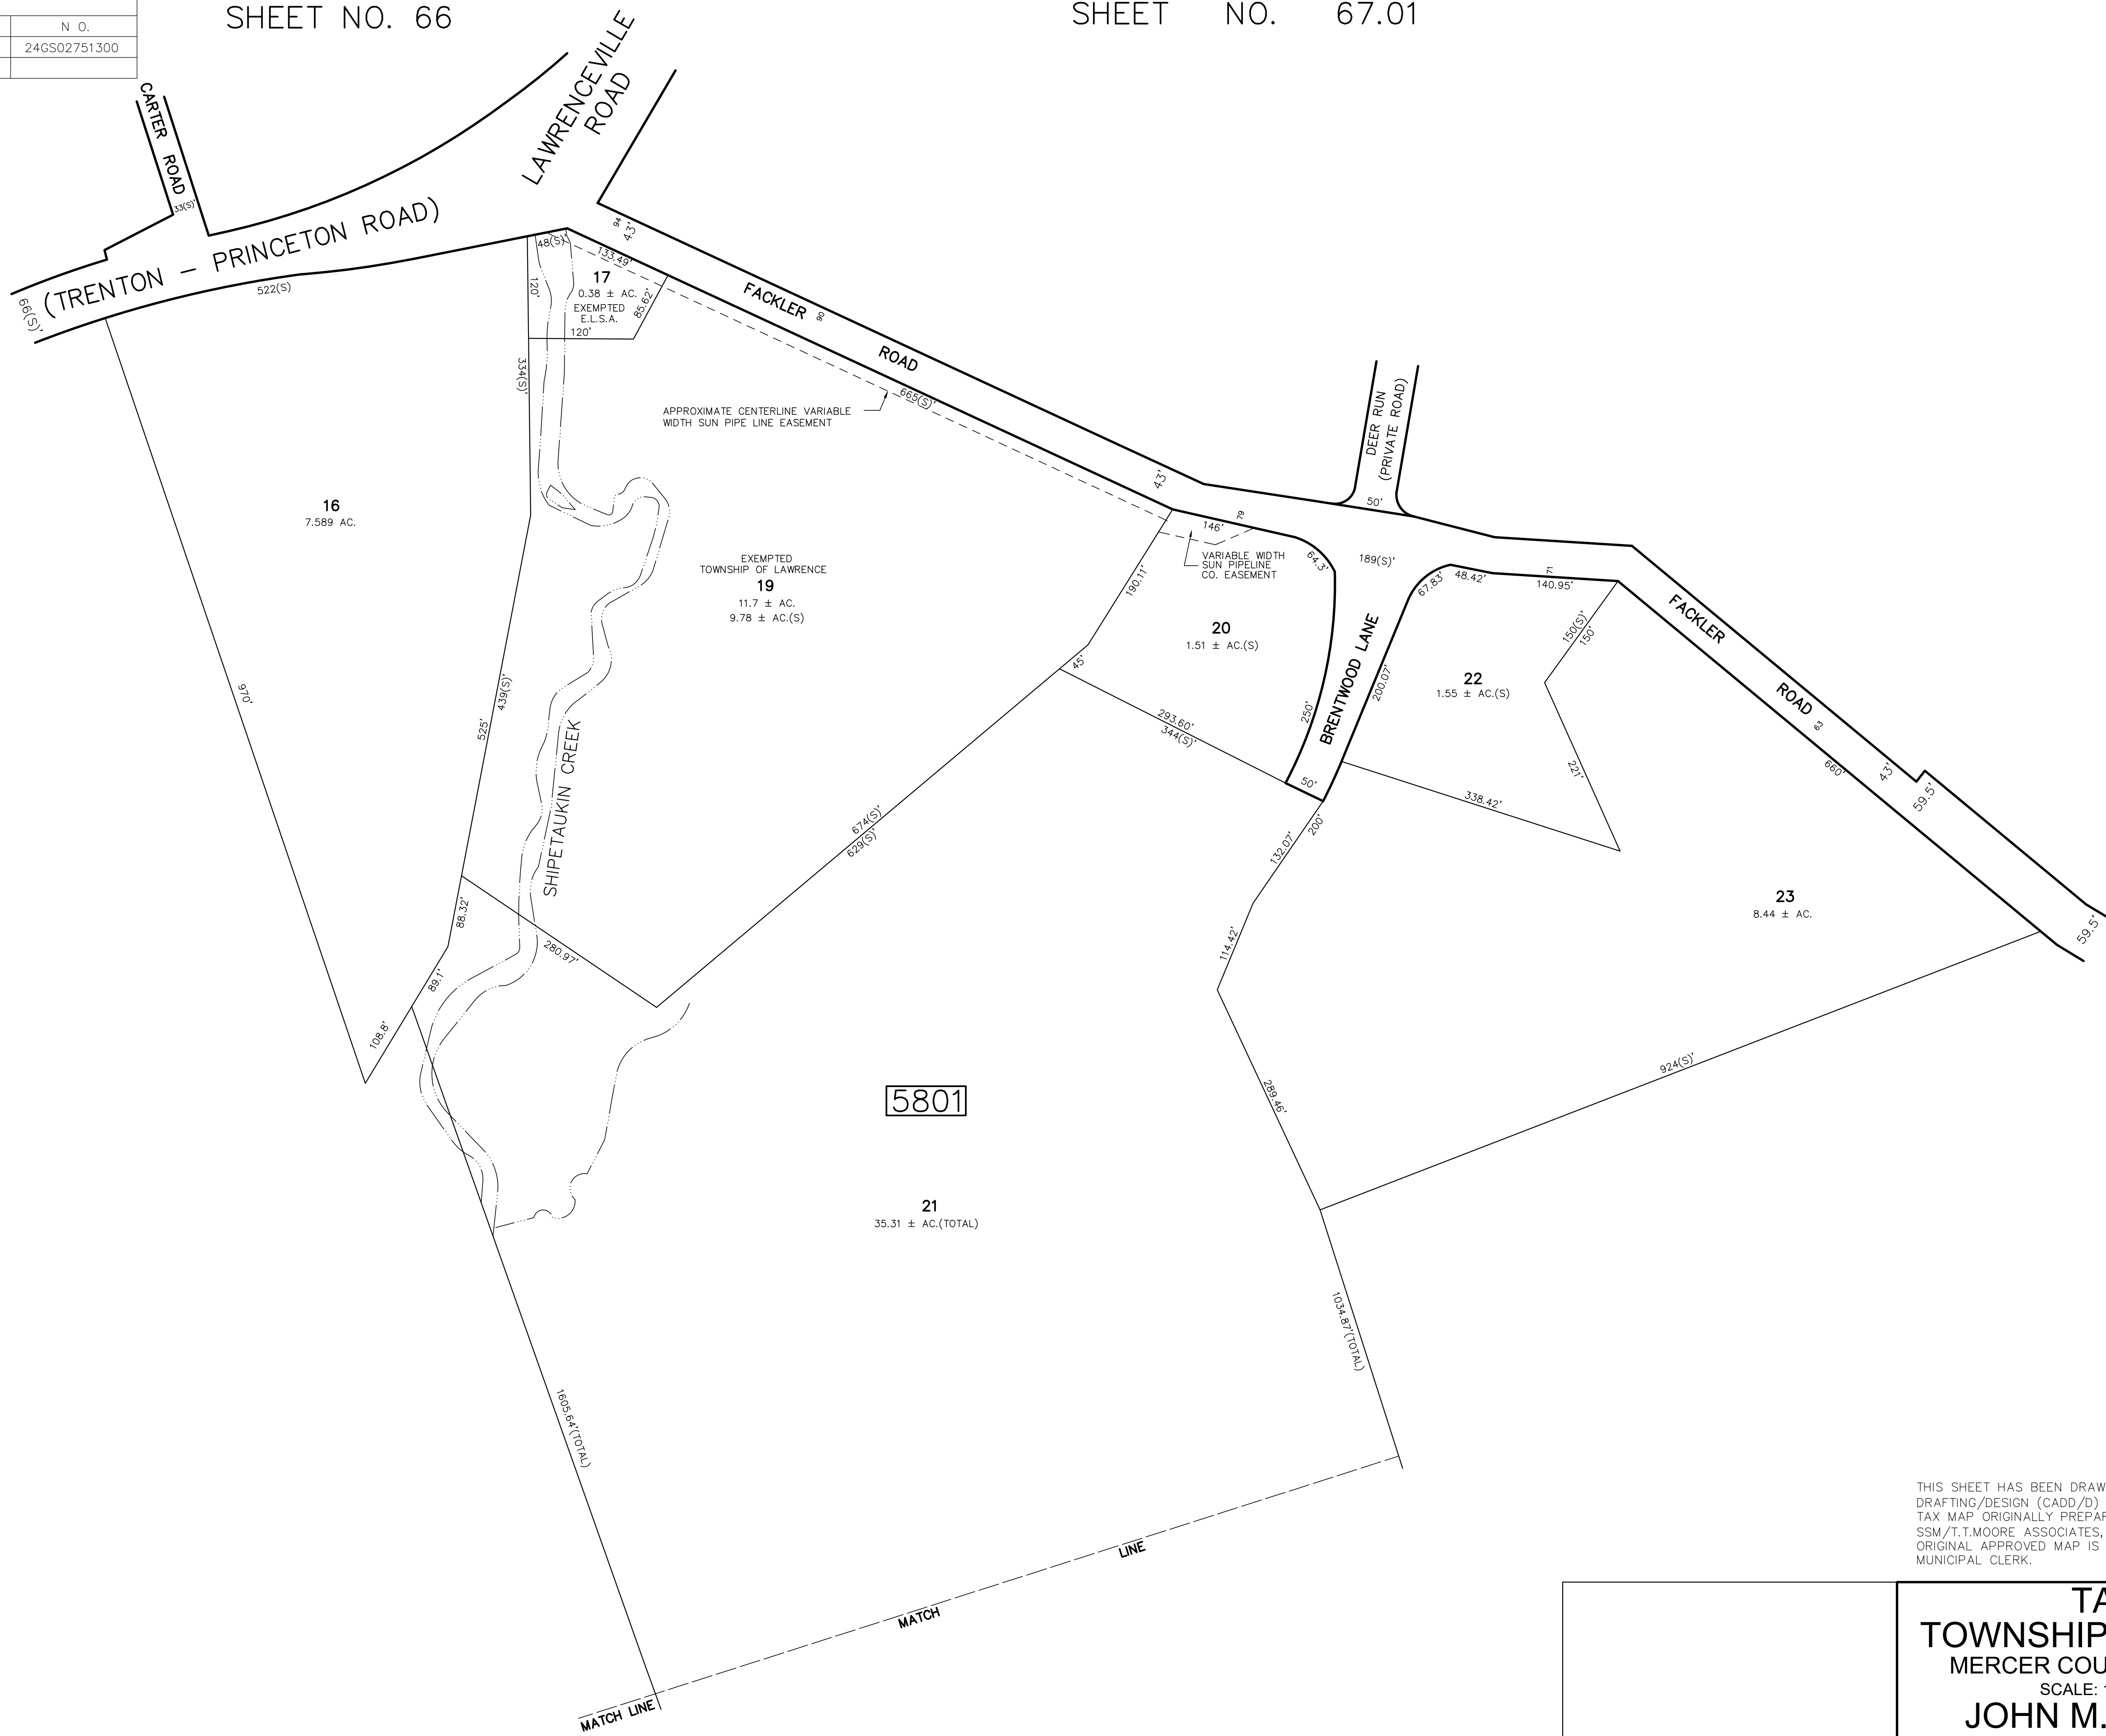 SHEET NO. 66
SHEET NO. 67.01
N O.
24GS02751300
CARTER ROAD
33(S)'
LAWRENCEVILLE
ROAD
(TRENTON - PRINCETON ROAD)
66(S)'
522(S)
48(S)'
133.49'
94
43'
17
0.38 ± AC.
EXEMPTED
E.L.S.A.
120'
120'
85.62'
FACKLER
90
ROAD
334(S)'
665(S)'
APPROXIMATE CENTERLINE VARIABLE
WIDTH SUN PIPE LINE EASEMENT
DEER RUN
(PRIVATE ROAD)
50'
43'
16
7.589 AC.
146'
79
VARIABLE WIDTH
SUN PIPELINE
CO. EASEMENT
64.3'
189(S)'
67.83'
48.42'
71
140.95'
EXEMPTED
TOWNSHIP OF LAWRENCE
19
11.7 ± AC.
9.78 ± AC.(S)
190.11'
20
1.51 ± AC.(S)
45'
BRENTWOOD LANE
200.07'
250'
22
1.55 ± AC.(S)
150(S)'
150'
FACKLER
ROAD
63
660'
43'
59.5'
59.5'
221'
970'
439(S)'
525'
293.60'
344(S)'
50'
338.42'
SHIPETAUKIN CREEK
674(S)'
629(S)'
132.07'
200'
23
8.44 ± AC.
88.32'
280.97'
89.1'
108.8'
114.42'
924(S)'
289.46'
5801
21
35.31 ± AC.(TOTAL)
1034.87'(TOTAL)
1605.64'(TOTAL)
LINE
MATCH
MATCH LINE
THIS SHEET HAS BEEN DRAW
DRAFTING/DESIGN (CADD/D)
TAX MAP ORIGINALLY PREPAR
SSM/T.T.MOORE ASSOCIATES,
ORIGINAL APPROVED MAP IS
MUNICIPAL CLERK.
TA
TOWNSHIP
MERCER COU
SCALE: 1
JOHN M.